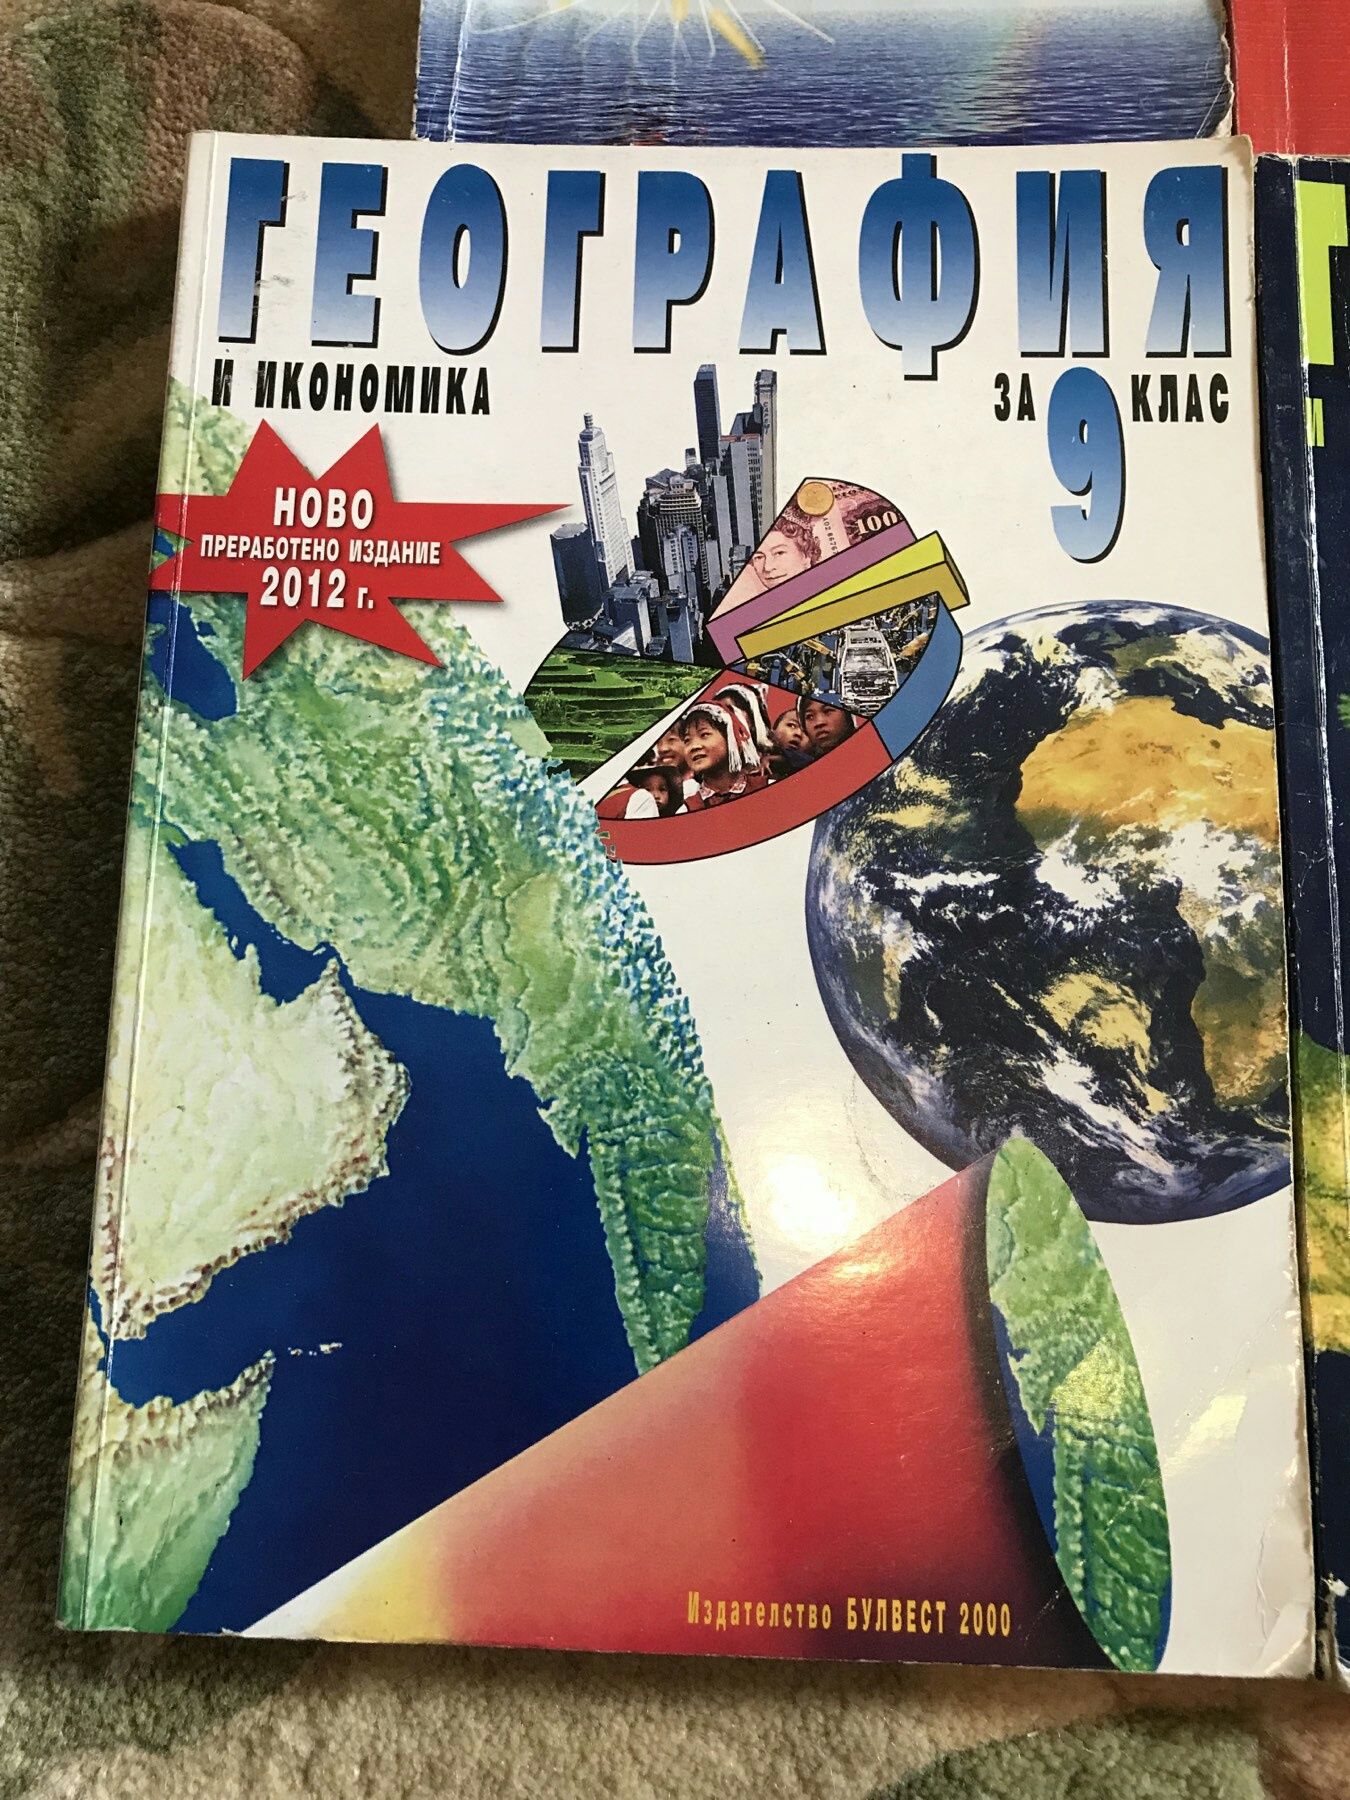 ГЕОГРАФИЯ
И ИКОНОМИКА
ЗА 9 КЛАС
НОВО
ПРЕРАБОТЕНО ИЗДАНИЕ
2012 г.
100
Издателство БУЛВЕСТ 2000
Г
И